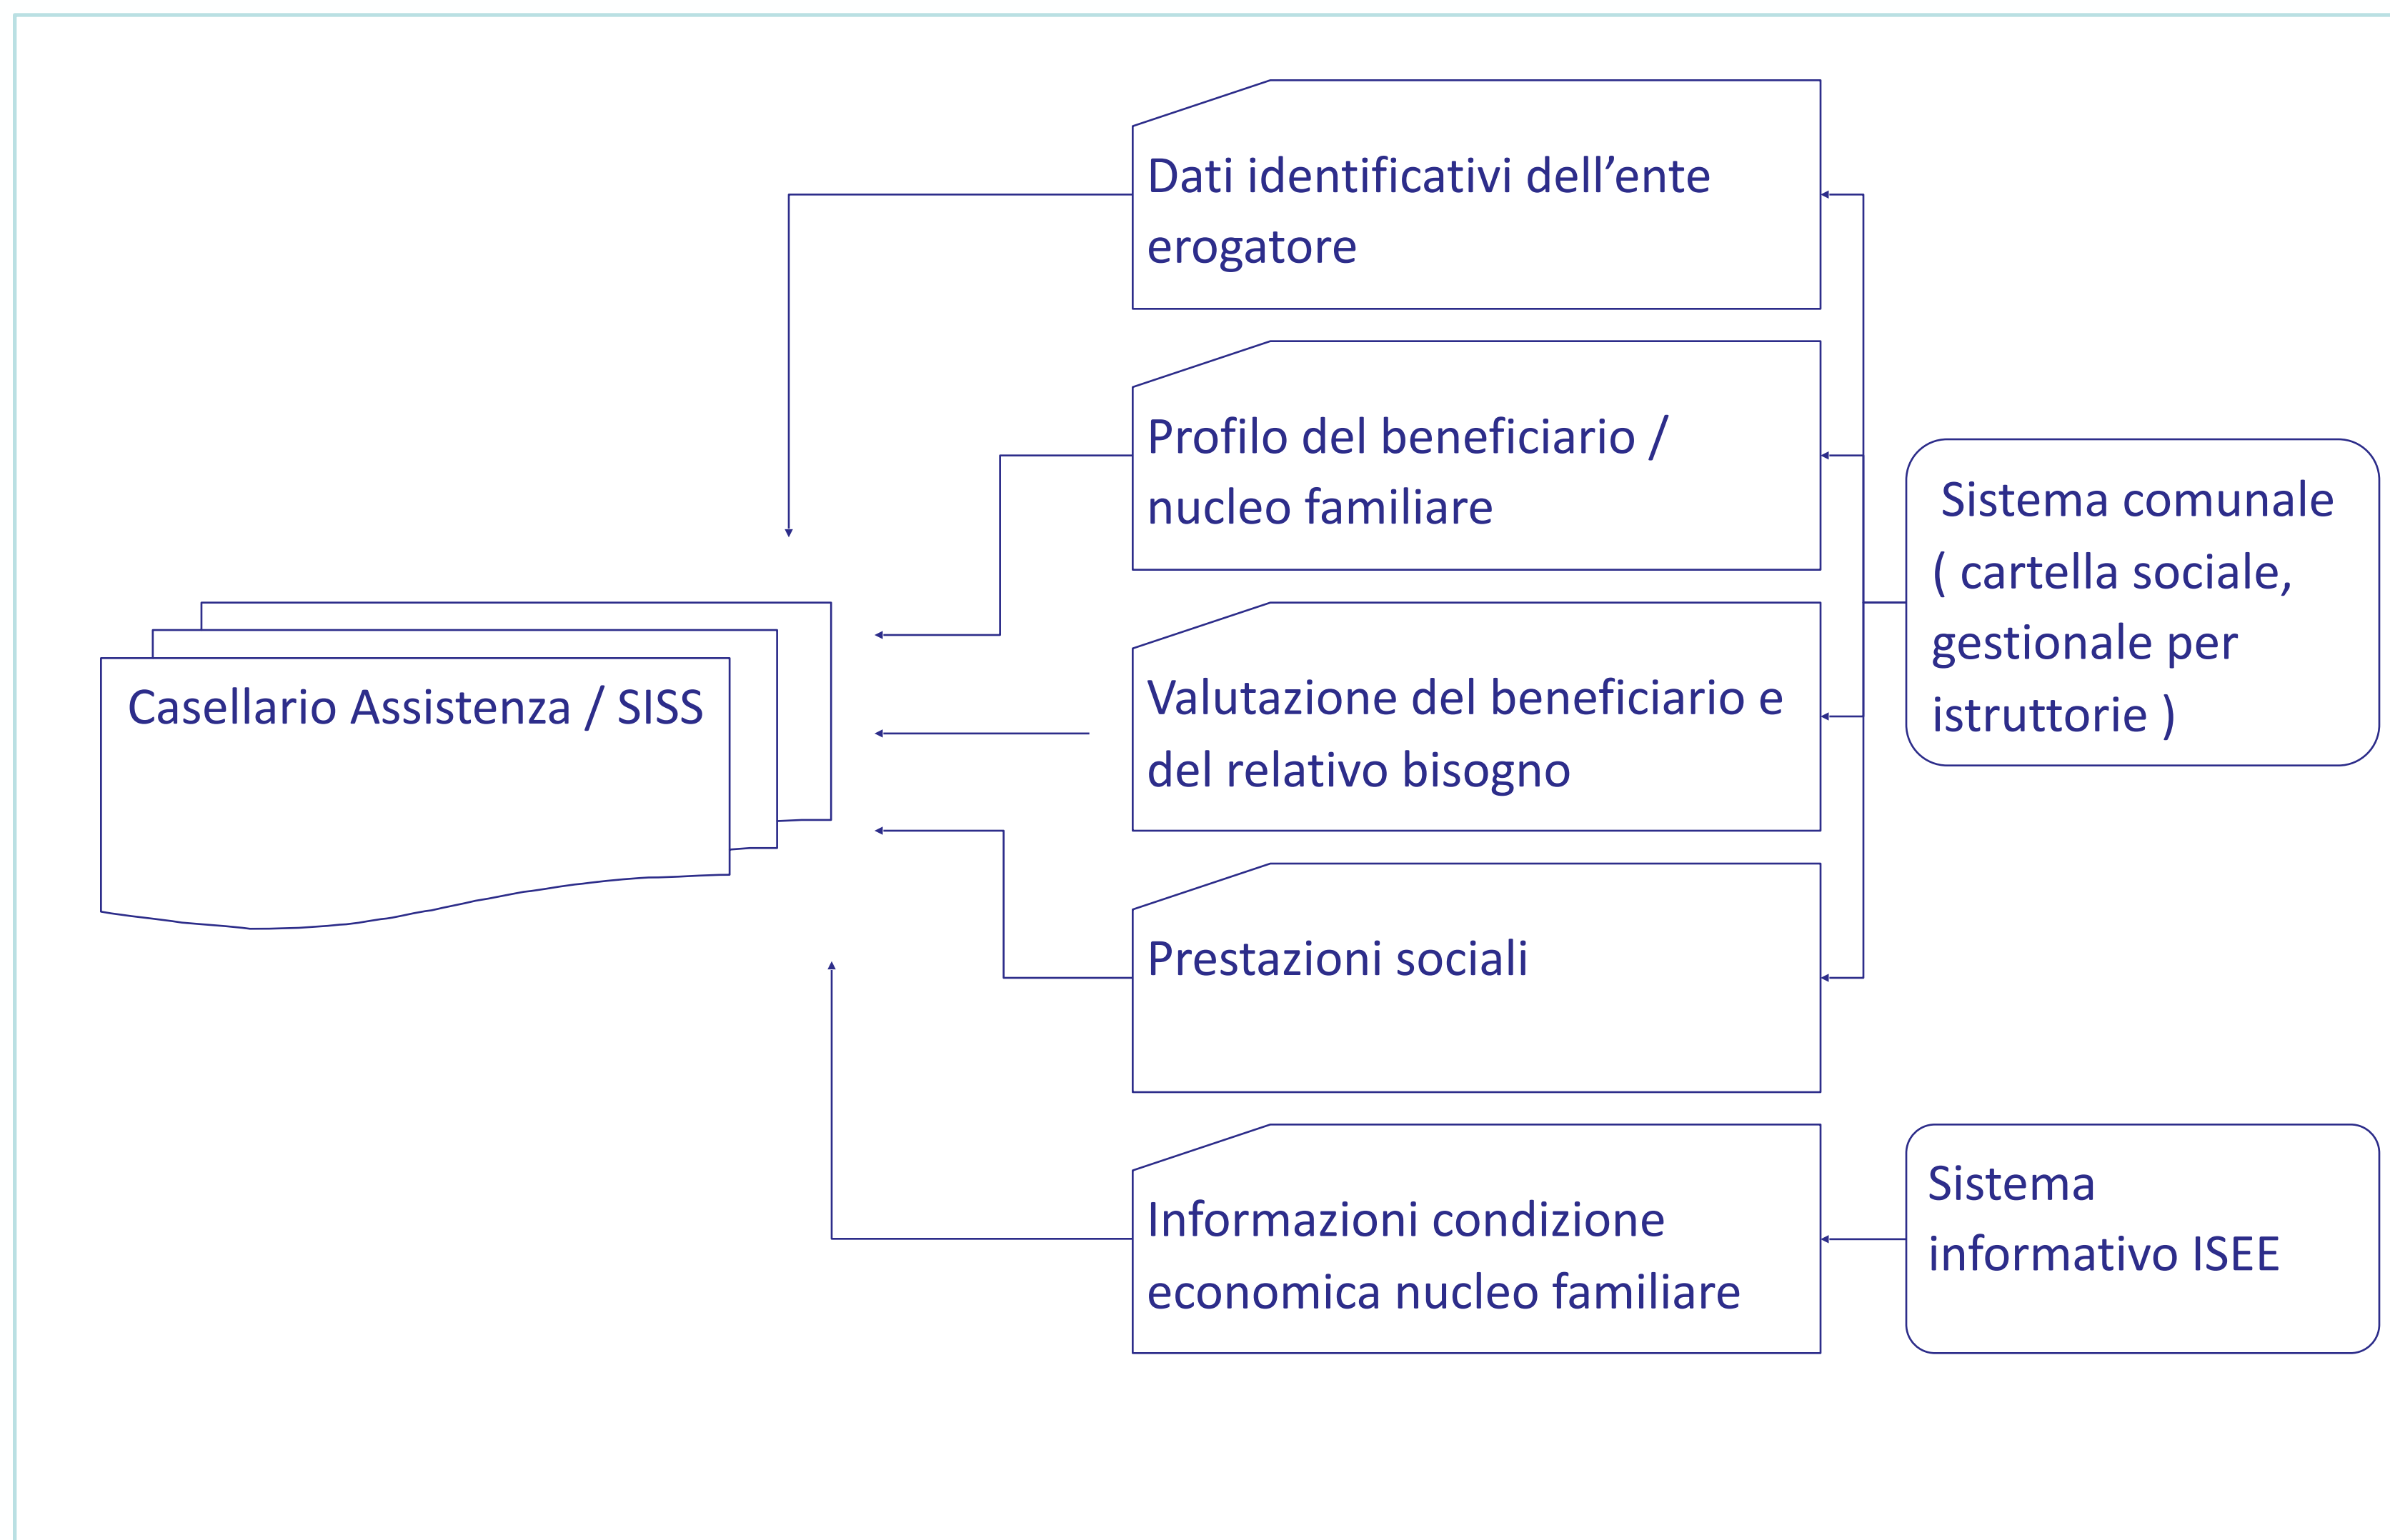 Dati identificativi dell’ente
erogatore
Profilo del beneficiario /
nucleo familiare
Sistema comunale
( cartella sociale,
gestionale per
istruttorie )
Casellario Assistenza / SISS
Valutazione del beneficiario e
del relativo bisogno
Prestazioni sociali
Informazioni condizione
economica nucleo familiare
Sistema
informativo ISEE